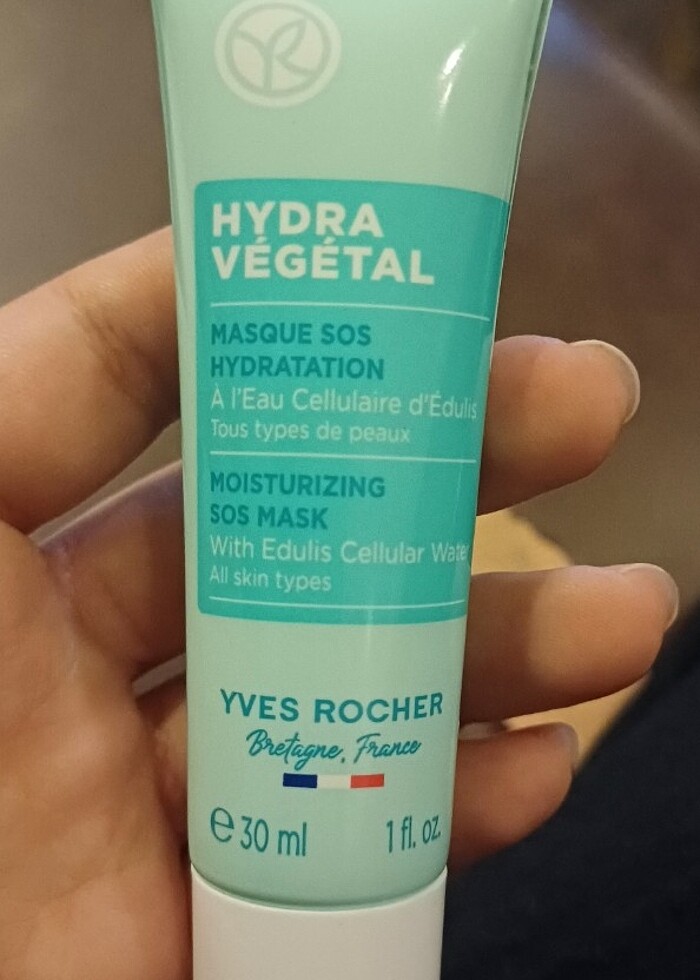 HYDRA
VÉGÉTAL
MASQUE SOS
HYDRATATION
À l'Eau Cellulaire d'Édulis
Tous types de peaux
MOISTURIZING
SOS MASK
With Edulis Cellular Water
All skin types
YVES ROCHER
Bretagne, France
℮ 30 ml 1 fl. oz.